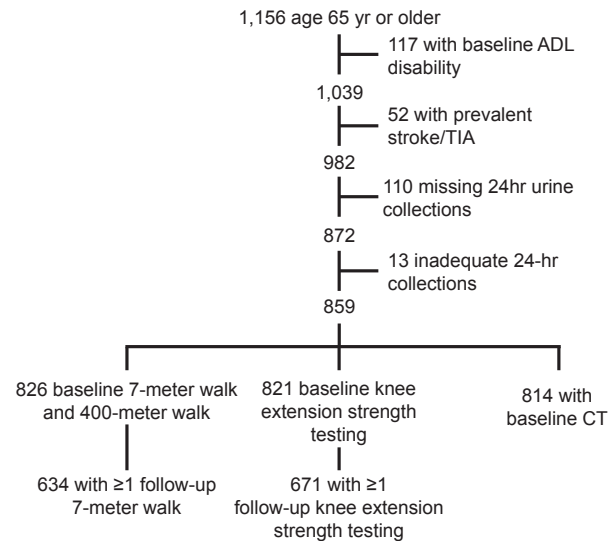 1,156 age 65 yr or older
117 with baseline ADL
disability
1,039
52 with prevalent
stroke/TIA
982
110 missing 24hr urine
collections
872
13 inadequate 24-hr
collections
859
826 baseline 7-meter walk
and 400-meter walk
821 baseline knee
extension strength
testing
814 with
baseline CT
634 with ≥1 follow-up
7-meter walk
671 with ≥1
follow-up knee extension
strength testing